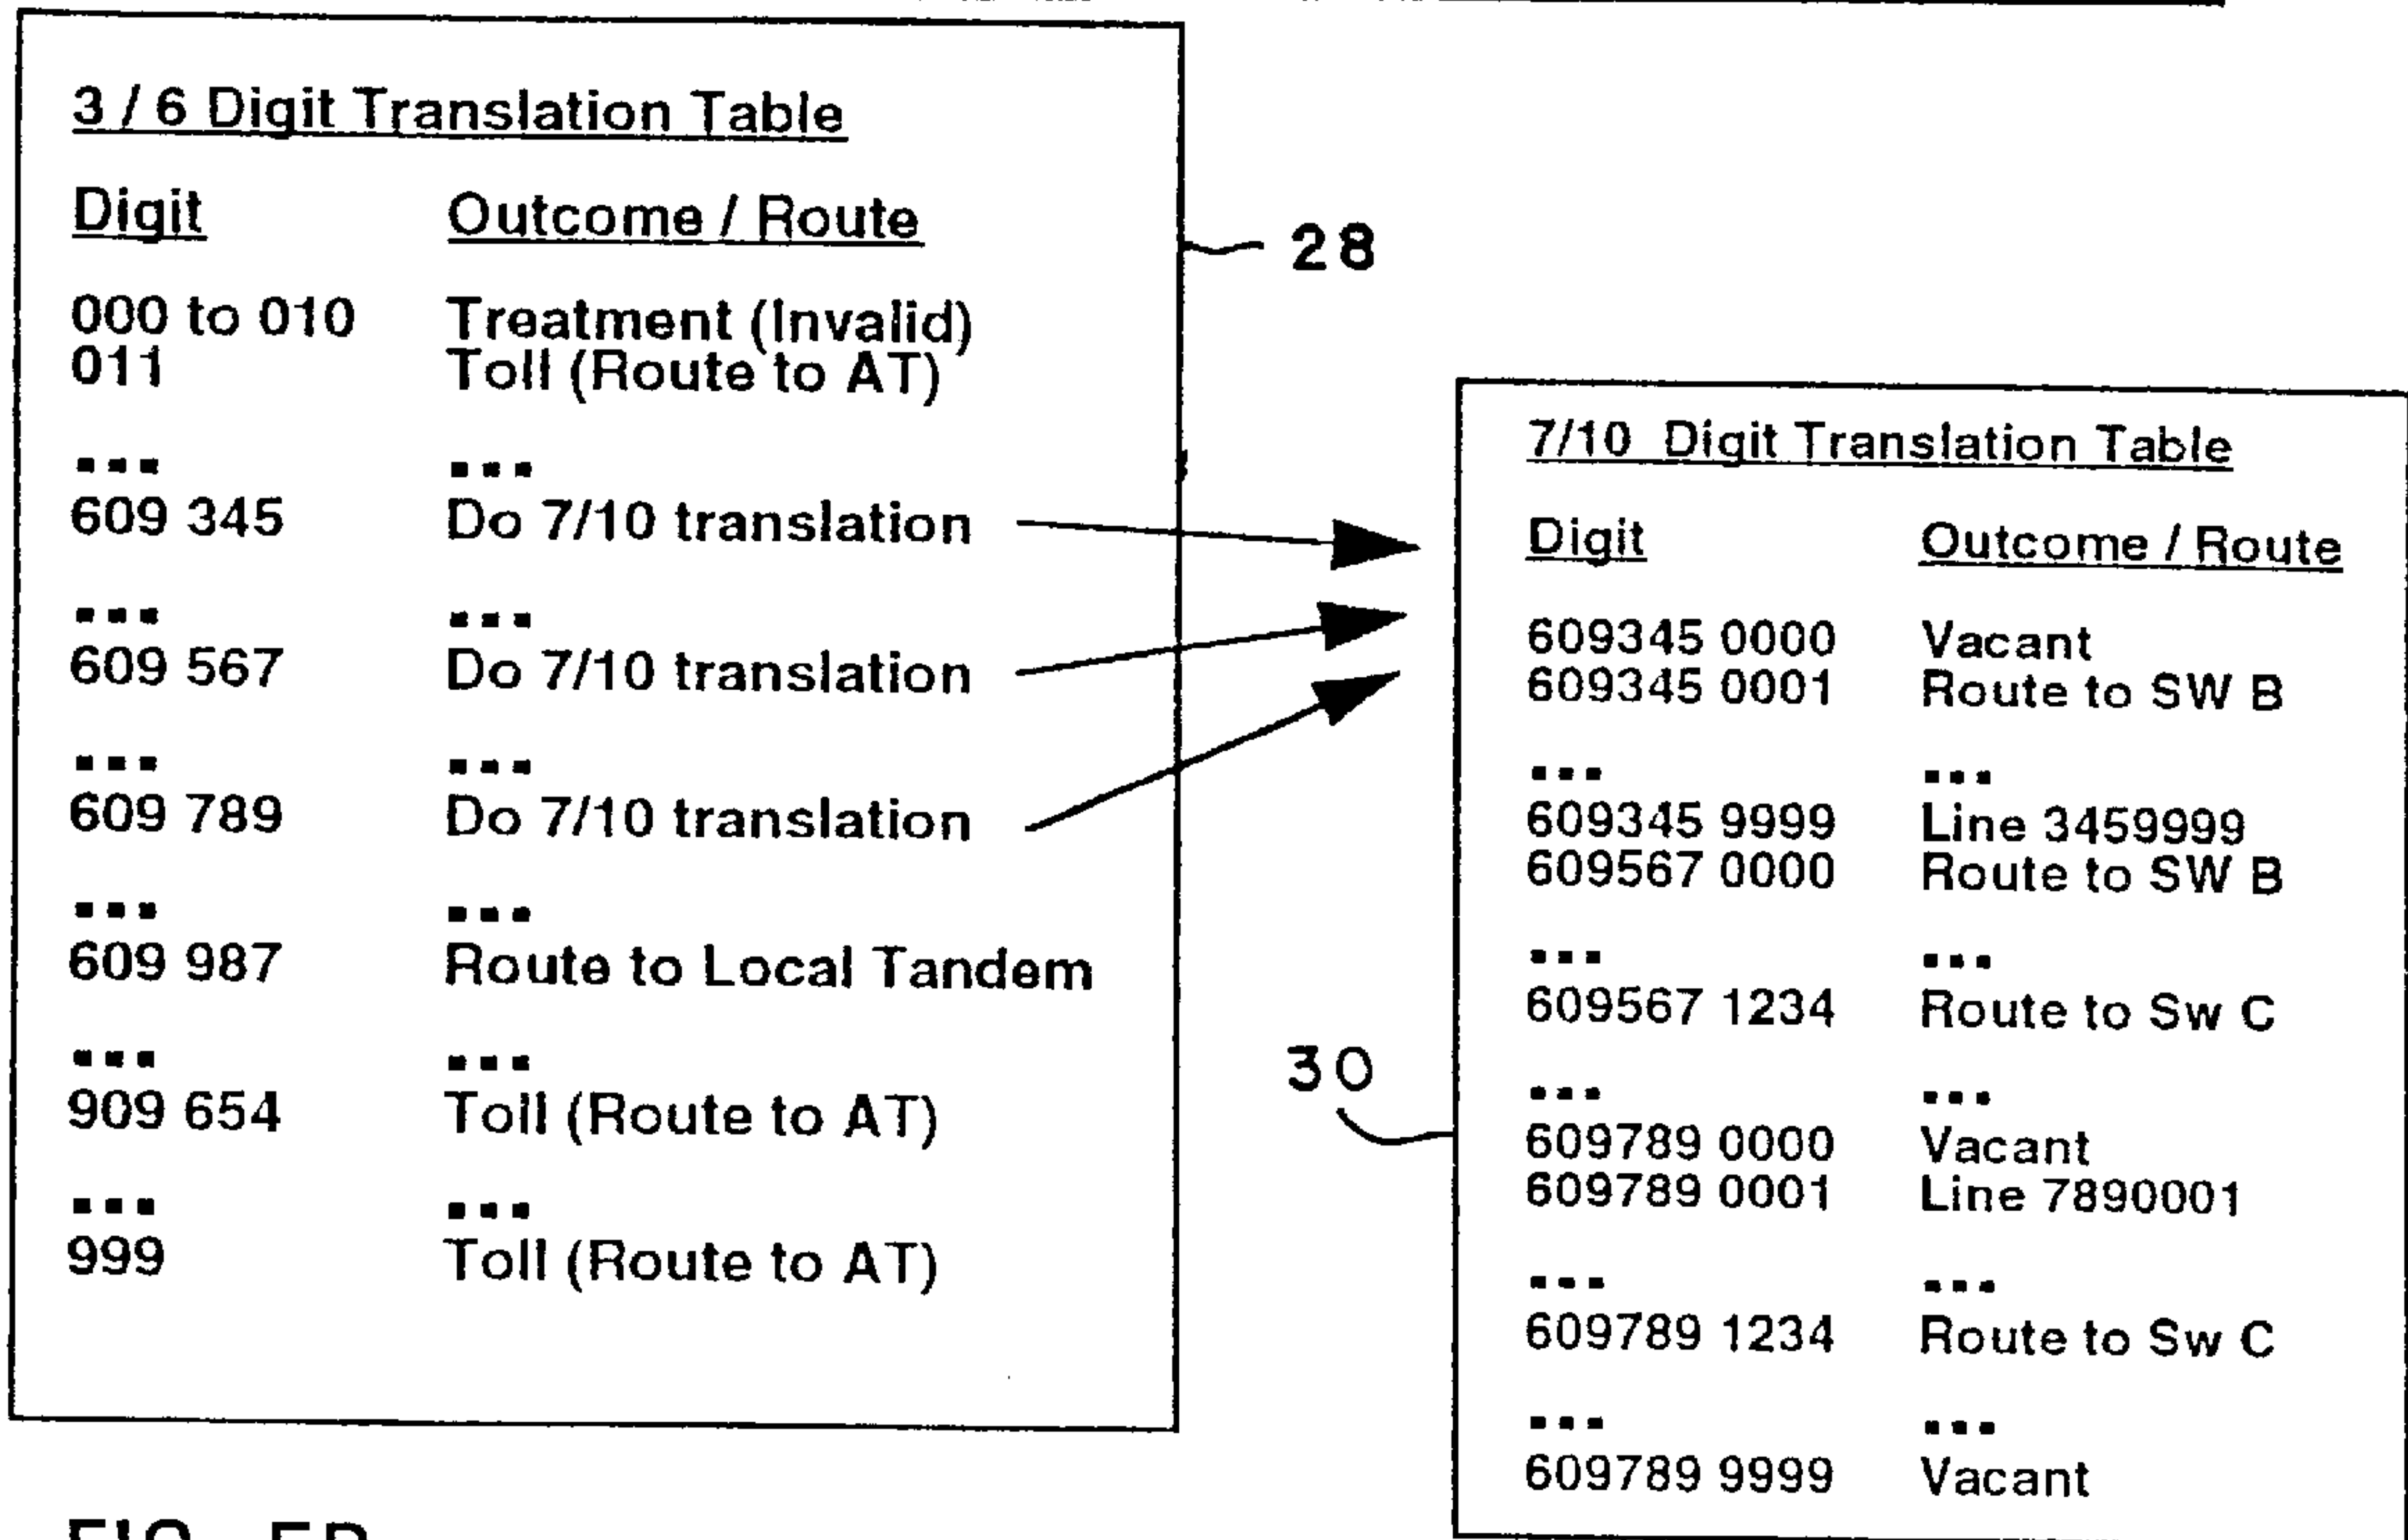 3 / 6 Digit Translation Table
Digit Outcome / Route
000 to 010 Treatment (Invalid)
011 Toll (Route to AT)
... ...
609 345 Do 7/10 translation
... ...
609 567 Do 7/10 translation
... ...
609 789 Do 7/10 translation
... ...
609 987 Route to Local Tandem
... ...
909 654 Toll (Route to AT)
... ...
999 Toll (Route to AT)
28
7/10 Digit Translation Table
Digit Outcome / Route
609345 0000 Vacant
609345 0001 Route to SW B
... ...
609345 9999 Line 3459999
609567 0000 Route to SW B
... ...
609567 1234 Route to Sw C
... ...
609789 0000 Vacant
609789 0001 Line 7890001
... ...
609789 1234 Route to Sw C
... ...
609789 9999 Vacant
30